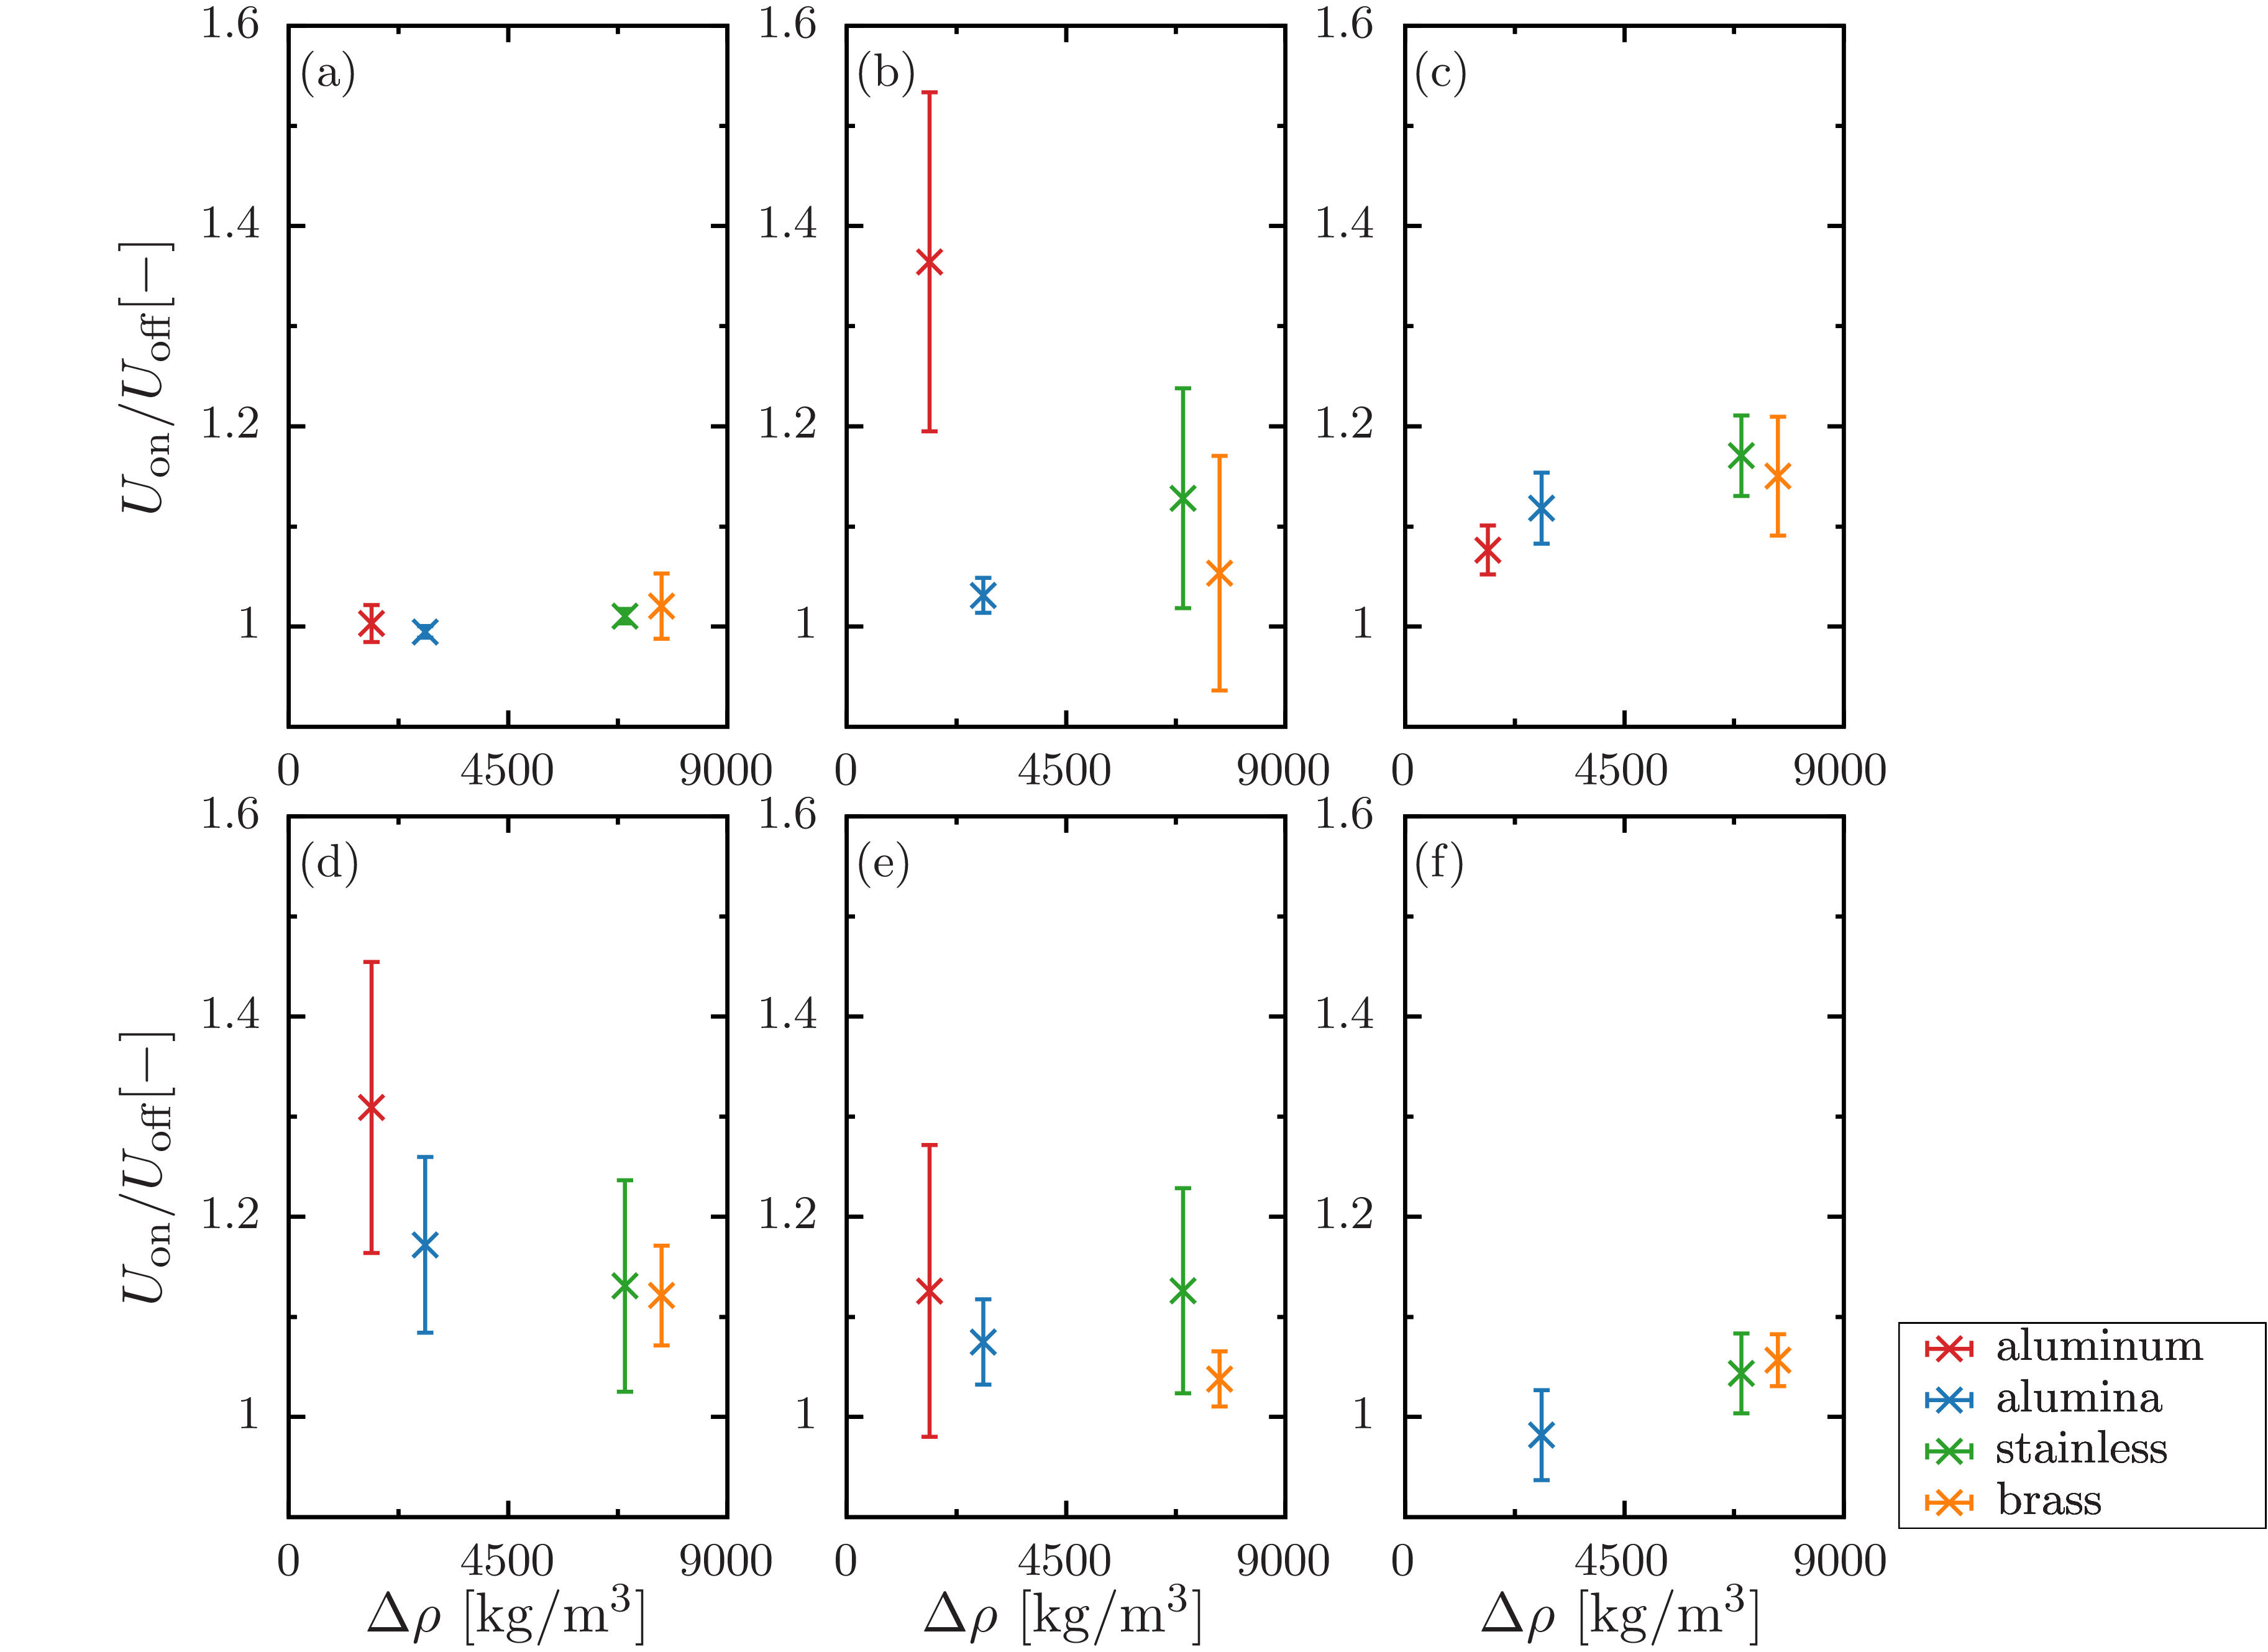 1.6 1.6 1.6
(a) (b) (c)
1.4 1.4 1.4
U_on/U_off[−]
1.2 1.2 1.2
1 1 1
0 4500 9000 0 4500 9000 0 4500 9000
1.6 1.6 1.6
(d) (e) (f)
1.4 1.4 1.4
U_on/U_off[−]
1.2 1.2 1.2
1 1 1
0 4500 9000 0 4500 9000 0 4500 9000
Δρ [kg/m³] Δρ [kg/m³] Δρ [kg/m³]
aluminum
alumina
stainless
brass